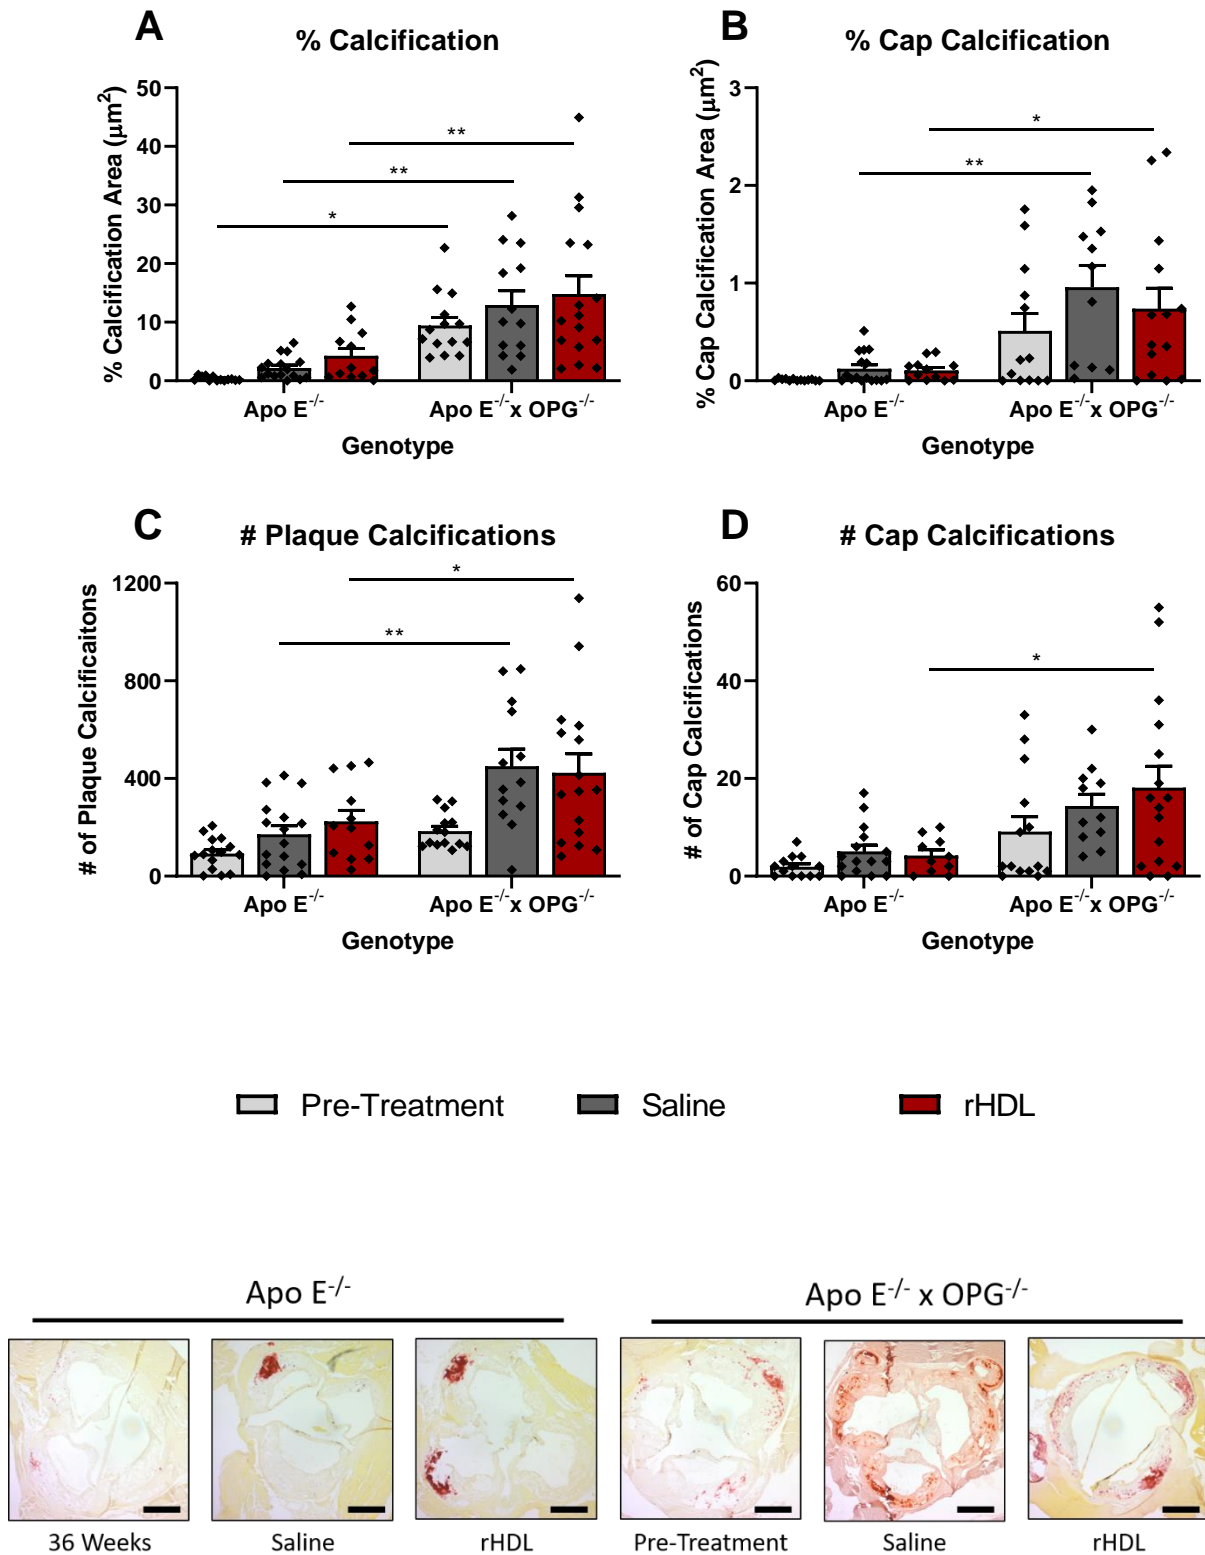 A
% Calcification
% Calcification Area (μm²)
50
40
30
20
10
0
*
**
**
Apo E⁻/⁻
Apo E⁻/⁻x OPG⁻/⁻
Genotype
B
% Cap Calcification
% Cap Calcification Area (μm²)
3
2
1
0
**
*
Apo E⁻/⁻
Apo E⁻/⁻x OPG⁻/⁻
Genotype
C
# Plaque Calcifications
# of Plaque Calcificaitons
1200
800
400
0
**
*
Apo E⁻/⁻
Apo E⁻/⁻x OPG⁻/⁻
Genotype
D
# Cap Calcifications
# of Cap Calcifications
60
40
20
0
*
Apo E⁻/⁻
Apo E⁻/⁻x OPG⁻/⁻
Genotype
Pre-Treatment Saline rHDL
Apo E⁻/⁻ Apo E⁻/⁻ x OPG⁻/⁻
36 Weeks Saline rHDL Pre-Treatment Saline rHDL